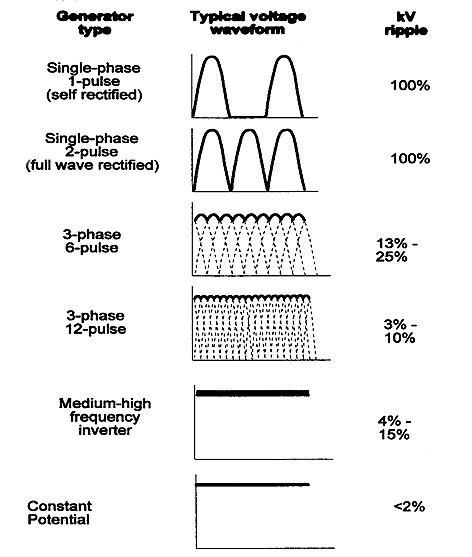 Generator type
Typical voltage waveform
kV ripple
Single-phase
1-pulse
(self rectified)
100%
Single-phase
2-pulse
(full wave rectified)
100%
3-phase
6-pulse
13% -
25%
3-phase
12-pulse
3% -
10%
Medium-high
frequency
inverter
4% -
15%
Constant
Potential
<2%